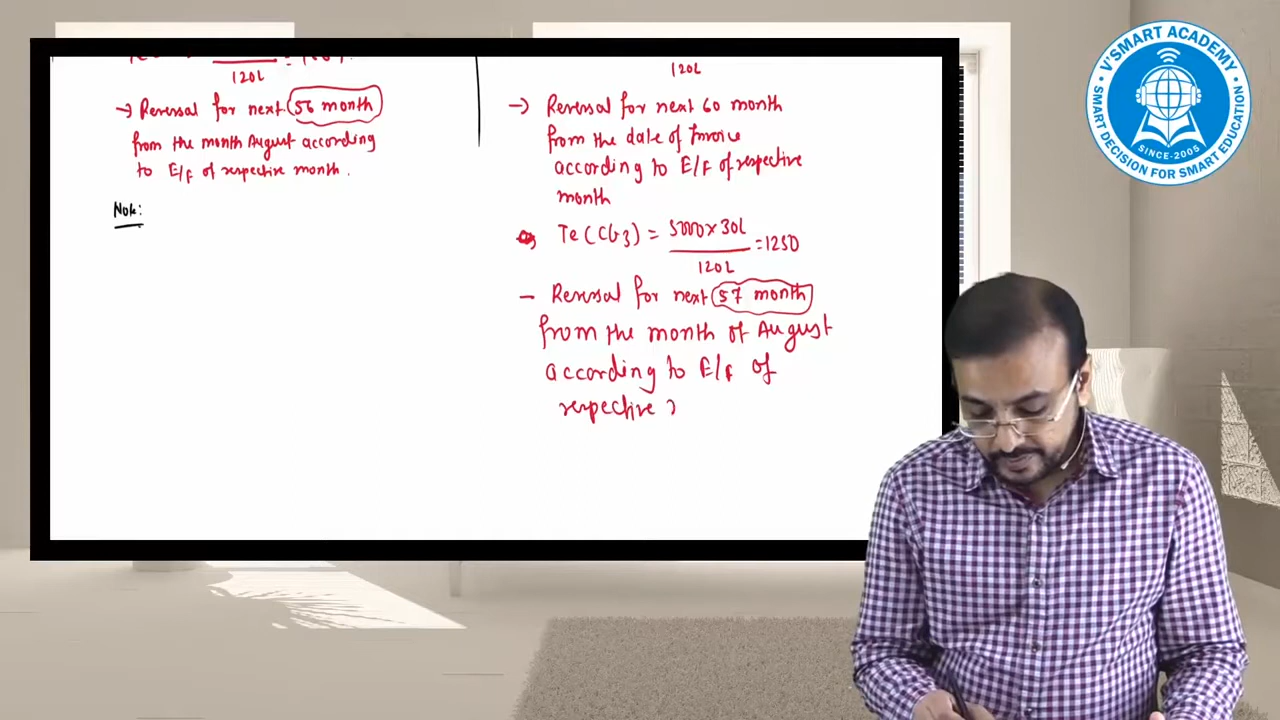 120L
→ Reversal for next 56 month
from the month August according
to E/F of respective month.
Note:
120L
→ Reversal for next 60 month
from the date of Invoice
according to E/F of respective
month
Te (CG3) = 5000 x 30L
120L
= 1250
- Reversal for next 57 month
from the month of August
according to E/F of
respective
V'SMART ACADEMY
SINCE-2005
SMART DECISION FOR SMART EDUCATION